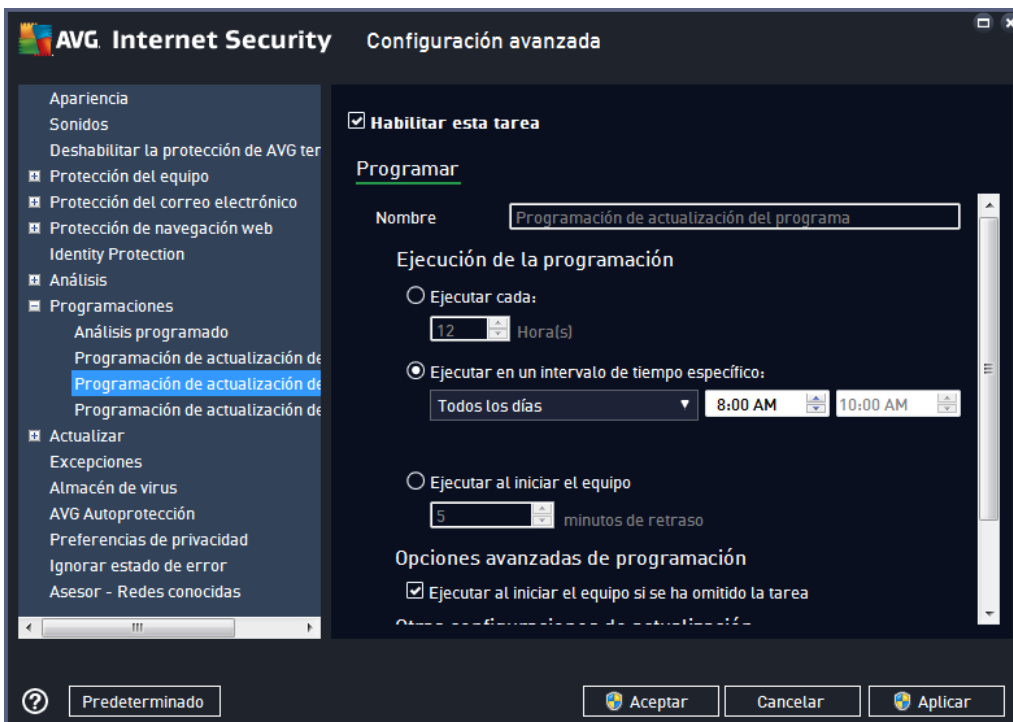 AVG. Internet Security Configuración avanzada
Apariencia
Sonidos
Deshabilitar la protección de AVG ter
Protección del equipo
Protección del correo electrónico
Protección de navegación web
Identity Protection
Análisis
Programaciones
Análisis programado
Programación de actualización de
Programación de actualización de
Programación de actualización de
Actualizar
Excepciones
Almacén de virus
AVG Autoprotección
Preferencias de privacidad
Ignorar estado de error
Asesor - Redes conocidas
Habilitar esta tarea
Programar
Nombre Programación de actualización del programa
Ejecución de la programación
Ejecutar cada:
12 Hora(s)
Ejecutar en un intervalo de tiempo específico:
Todos los días 8:00 AM 10:00 AM
Ejecutar al iniciar el equipo
5 minutos de retraso
Opciones avanzadas de programación
Ejecutar al iniciar el equipo si se ha omitido la tarea
Otras configuraciones de actualización
? Predeterminado Aceptar Cancelar Aplicar